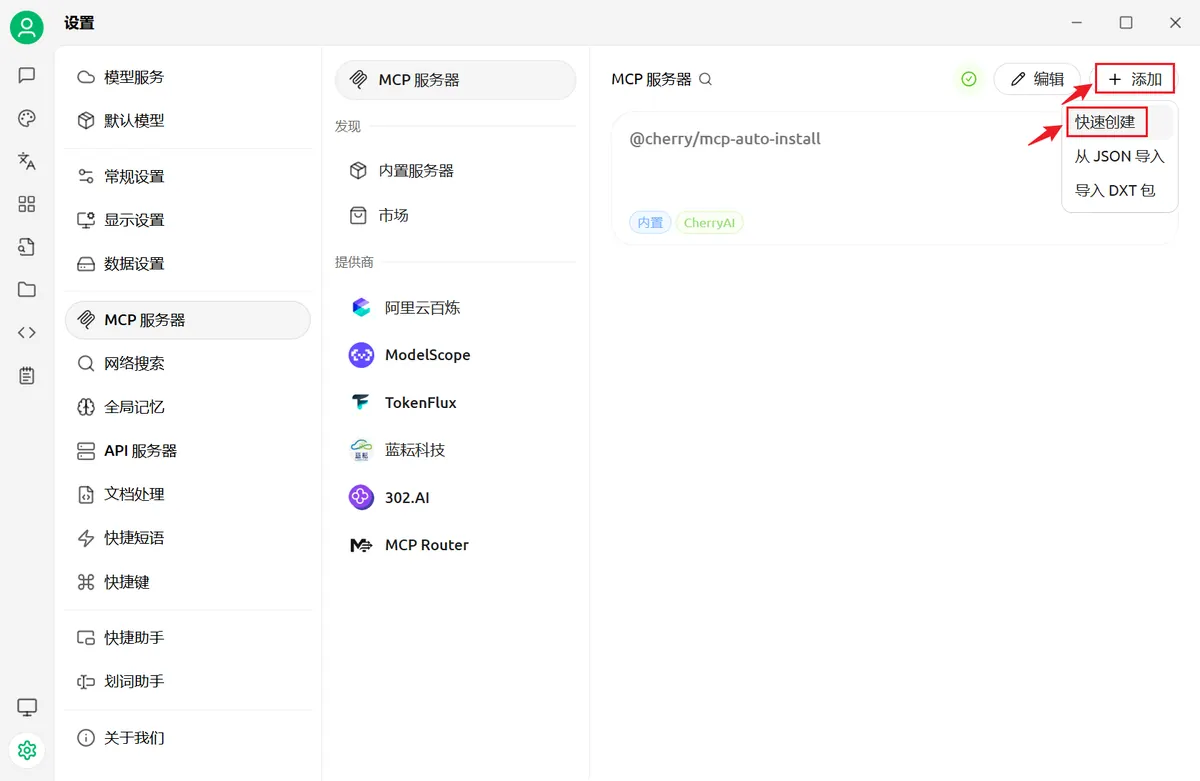 设置
模型服务
默认模型
常规设置
显示设置
数据设置
MCP 服务器
网络搜索
全局记忆
API 服务器
文档处理
快捷短语
快捷键
快捷助手
划词助手
关于我们
MCP 服务器
发现
内置服务器
市场
提供商
阿里云百炼
ModelScope
TokenFlux
蓝耘
蓝耘科技
302.AI
MCP Router
MCP 服务器
编辑
添加
快速创建
从 JSON 导入
导入 DXT 包
@cherry/mcp-auto-install
内置
CherryAI